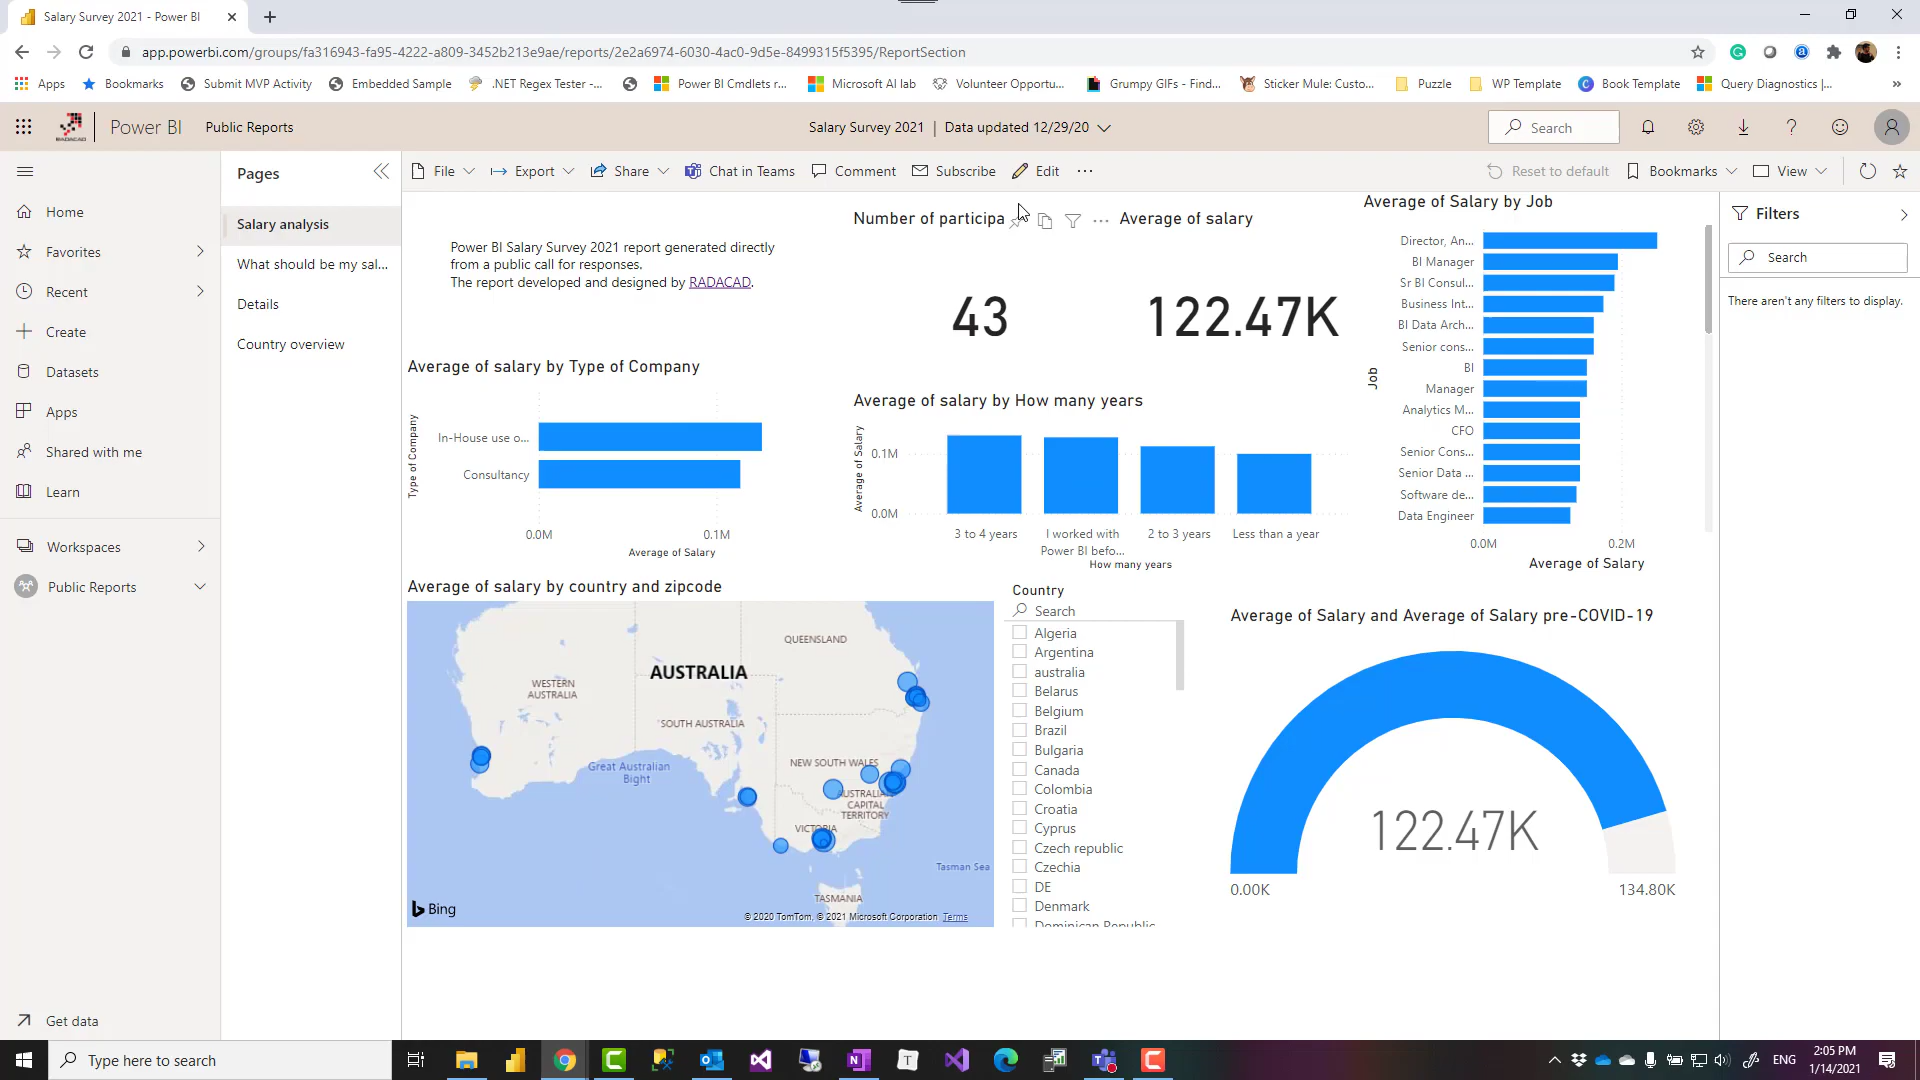 Salary Survey 2021 - Power BI
app.powerbi.com/groups/fa316943-fa95-4222-a809-3452b213e9ae/reports/2e2a6974-6030-4ac0-9d5e-8499315f5395/ReportSection
Apps
Bookmarks
Submit MVP Activity
Embedded Sample
.NET Regex Tester -...
Power BI Cmdlets r...
Microsoft AI lab
Volunteer Opportu...
Grumpy GIFs - Find...
Sticker Mule: Custo...
Puzzle
WP Template
Book Template
Query Diagnostics |...
RADACAD
Power BI
Public Reports
Salary Survey 2021 | Data updated 12/29/20
Search
Home
Favorites
Recent
Create
Datasets
Apps
Shared with me
Learn
Workspaces
Public Reports
Get data
Pages
Salary analysis
What should be my sal...
Details
Country overview
File
Export
Share
Chat in Teams
Comment
Subscribe
Edit
Reset to default
Bookmarks
View
Power BI Salary Survey 2021 report generated directly
from a public call for responses.
The report developed and designed by RADACAD.
Number of participa
43
Average of salary
122.47K
Average of Salary by Job
Job
Director, An...
BI Manager
Sr BI Consul...
Business Int...
BI Data Arch...
Senior cons...
BI
Manager
Analytics M...
CFO
Senior Cons...
Senior Data ...
Software de...
Data Engineer
0.0M
0.2M
Average of Salary
Average of salary by Type of Company
Type of Company
In-House use o...
Consultancy
0.0M
0.1M
Average of Salary
Average of salary by How many years
Average of Salary
0.1M
0.0M
3 to 4 years
I worked with
Power BI befo...
2 to 3 years
Less than a year
How many years
Average of salary by country and zipcode
QUEENSLAND
AUSTRALIA
WESTERN
AUSTRALIA
SOUTH AUSTRALIA
Great Australian
Bight
NEW SOUTH WALES
AUSTRALIAN
CAPITAL
TERRITORY
VICTORIA
Tasman Sea
TASMANIA
Bing
© 2020 TomTom, © 2021 Microsoft Corporation Terms
Country
Search
Algeria
Argentina
australia
Belarus
Belgium
Brazil
Bulgaria
Canada
Colombia
Croatia
Cyprus
Czech republic
Czechia
DE
Denmark
Dominican Republic
Average of Salary and Average of Salary pre-COVID-19
122.47K
0.00K
134.80K
Filters
Search
There aren't any filters to display.
Type here to search
ENG
2:05 PM
1/14/2021